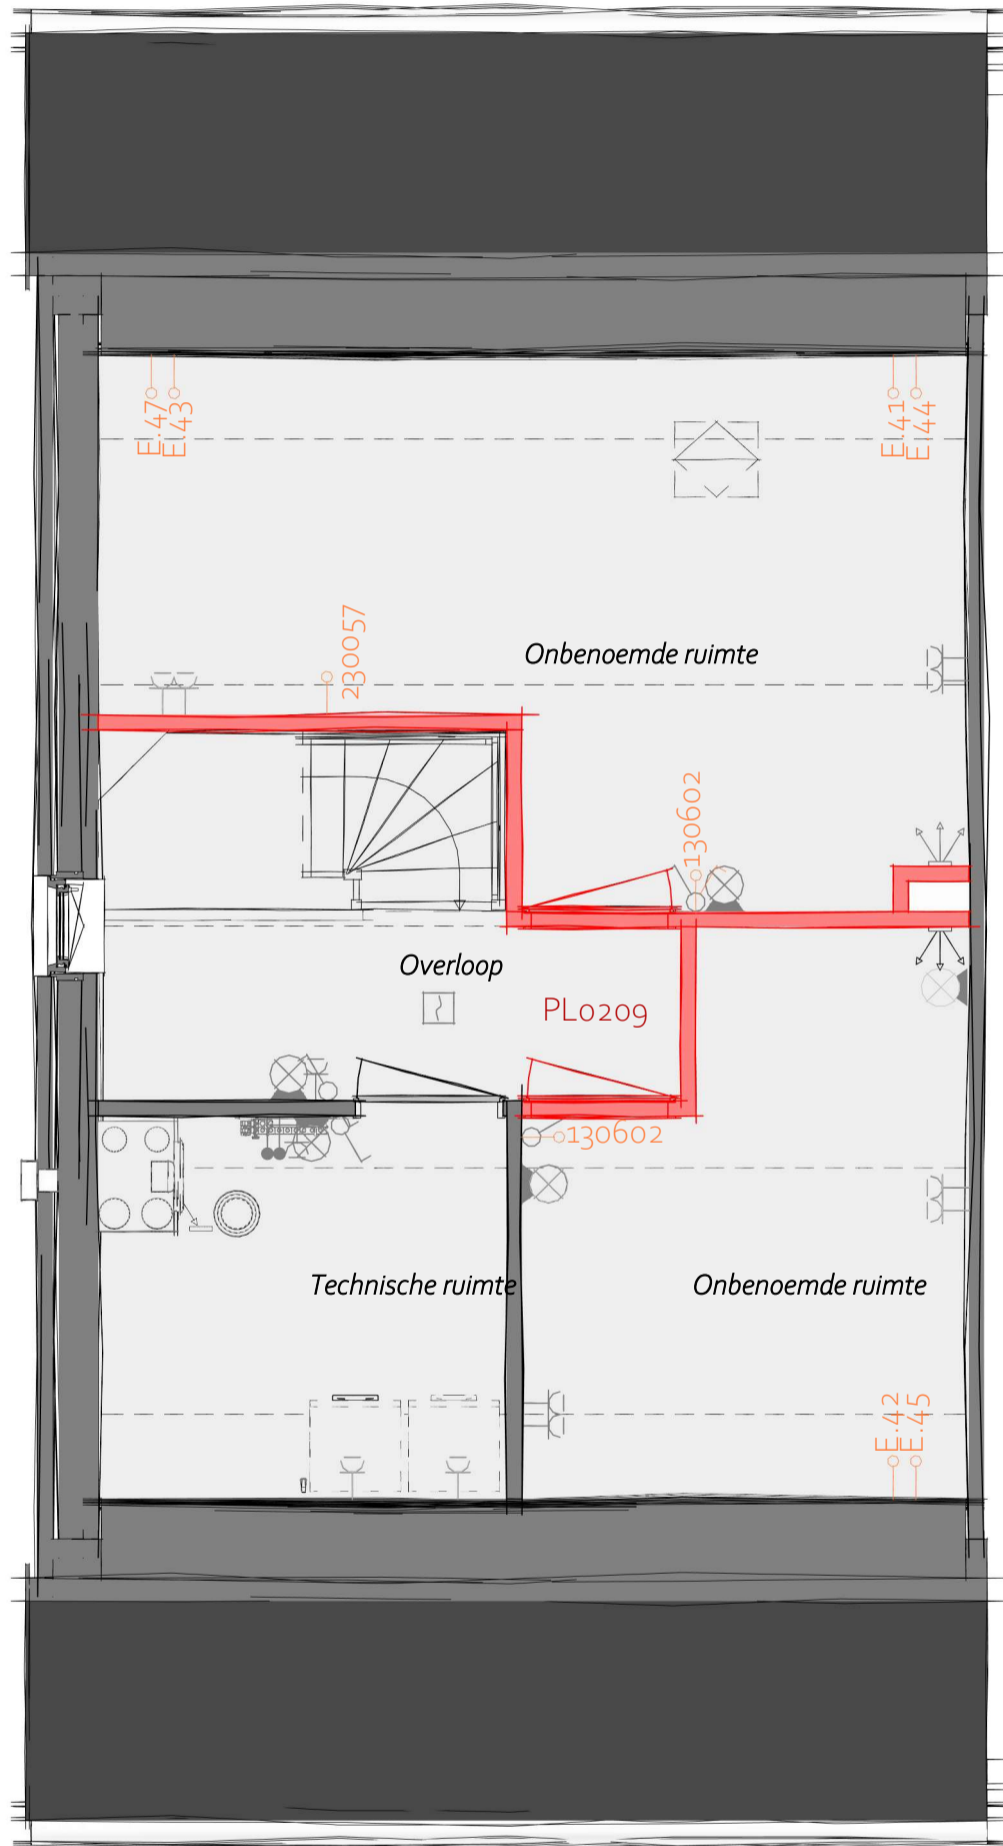 E.47
E.43
E.41
E.44
230057
Onbenoemde ruimte
130602
Overloop
PL0209
130602
Technische ruimte
Onbenoemde ruimte
E.42
E.45